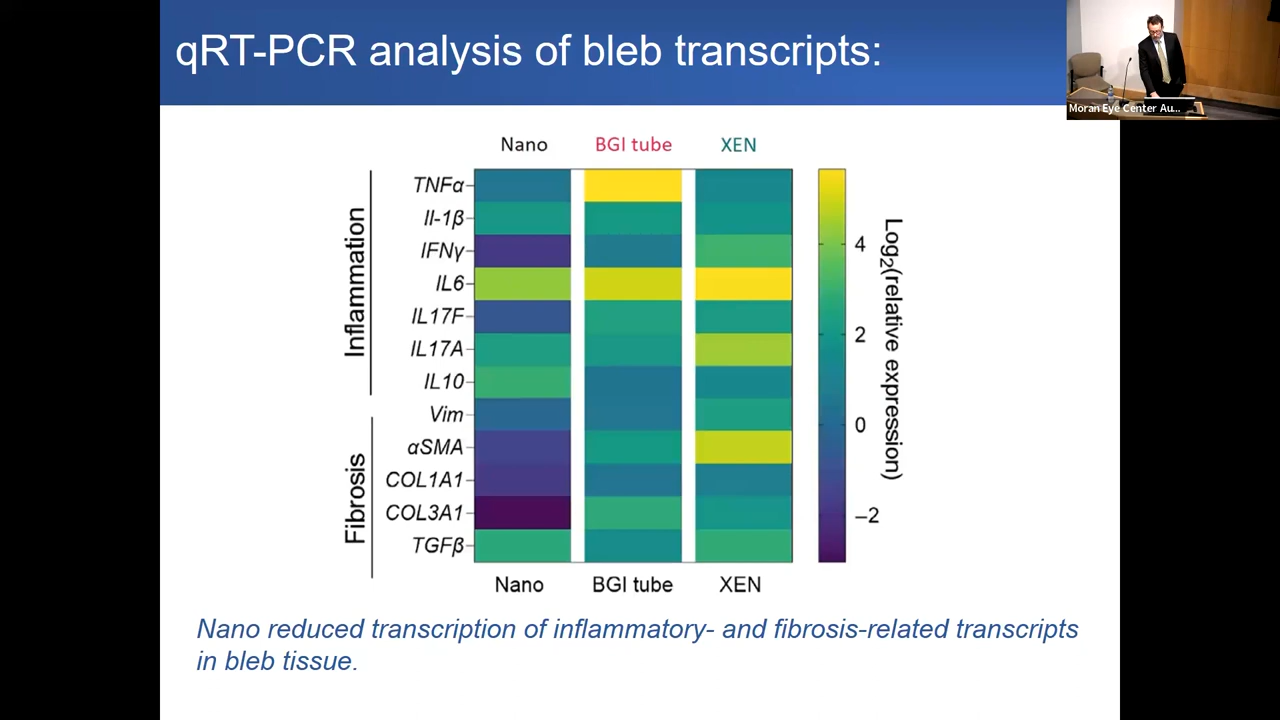 qRT-PCR analysis of bleb transcripts:
Moran Eye Center Au...
Nano BGI tube XEN
Inflammation
TNFα
Il-1β
IFNγ
IL6
IL17F
IL17A
IL10
Fibrosis
Vim
αSMA
COL1A1
COL3A1
TGFβ
Nano BGI tube XEN
4
2
0
–2
Log2(relative expression)
Nano reduced transcription of inflammatory- and fibrosis-related transcripts
in bleb tissue.